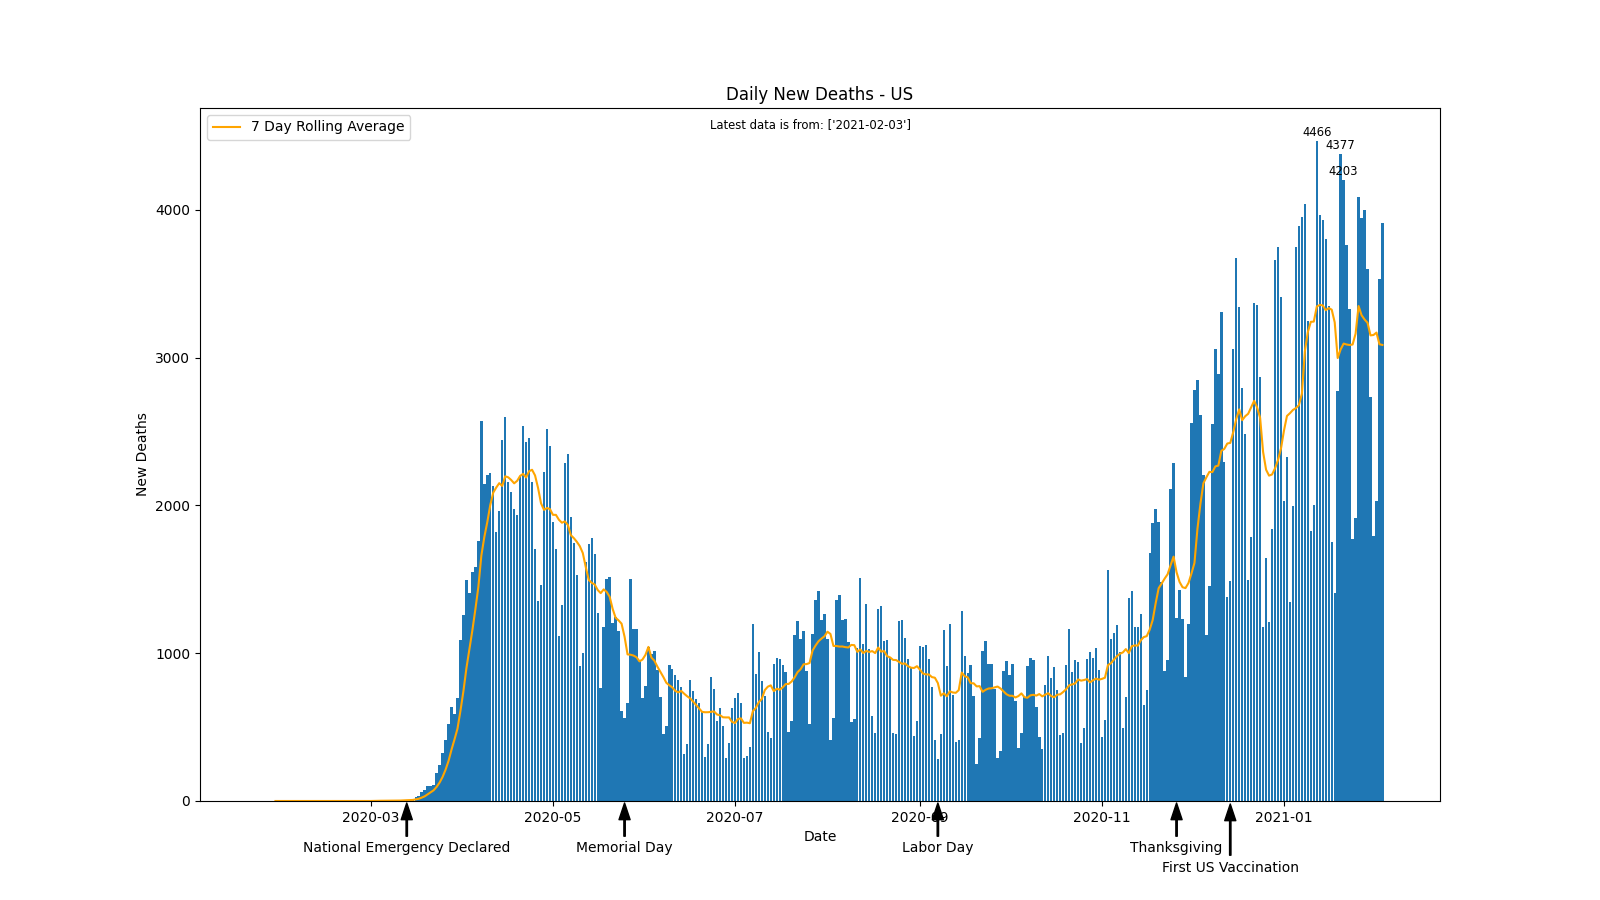 Daily New Deaths - US
7 Day Rolling Average
Latest data is from: ['2021-02-03']
4466
4377
4203
4000
3000
2000
1000
0
New Deaths
2020-03
2020-05
2020-07
2020-09
2020-11
2021-01
Date
National Emergency Declared
Memorial Day
Labor Day
Thanksgiving
First US Vaccination